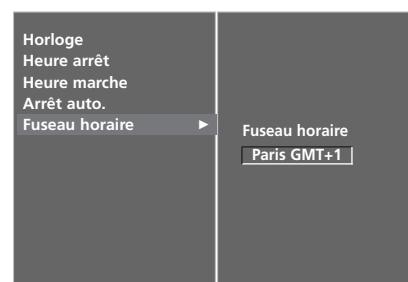 Horloge
Heure arrêt
Heure marche
Arrêt auto.
Fuseau horaire ►
Fuseau horaire
Paris GMT+1